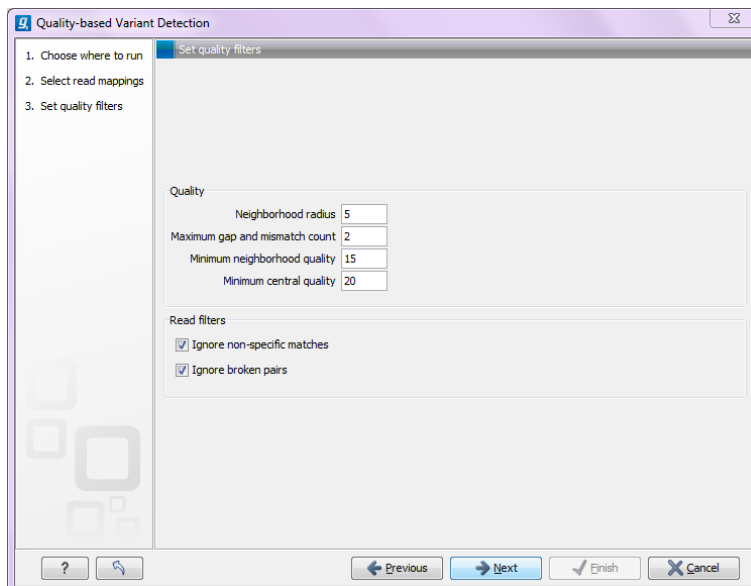 Quality-based Variant Detection
1. Choose where to run
2. Select read mappings
3. Set quality filters
Set quality filters
Quality
Neighborhood radius 5
Maximum gap and mismatch count 2
Minimum neighborhood quality 15
Minimum central quality 20
Read filters
Ignore non-specific matches
Ignore broken pairs
? Previous Next Finish Cancel